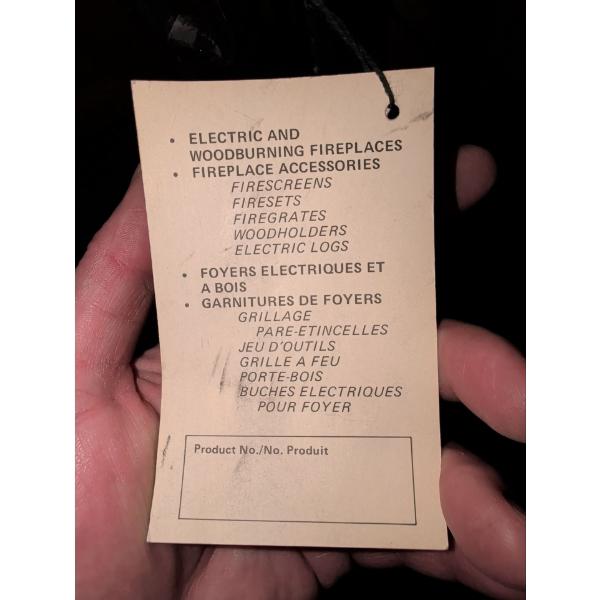 • ELECTRIC AND
WOODBURNING FIREPLACES
• FIREPLACE ACCESSORIES
FIRESCREENS
FIRESETS
FIREGRATES
WOODHOLDERS
ELECTRIC LOGS
• FOYERS ELECTRIQUES ET
A BOIS
• GARNITURES DE FOYERS
GRILLAGE
PARE-ETINCELLES
JEU D'OUTILS
GRILLE A FEU
PORTE-BOIS
BUCHES ELECTRIQUES
POUR FOYER
Product No./No. Produit